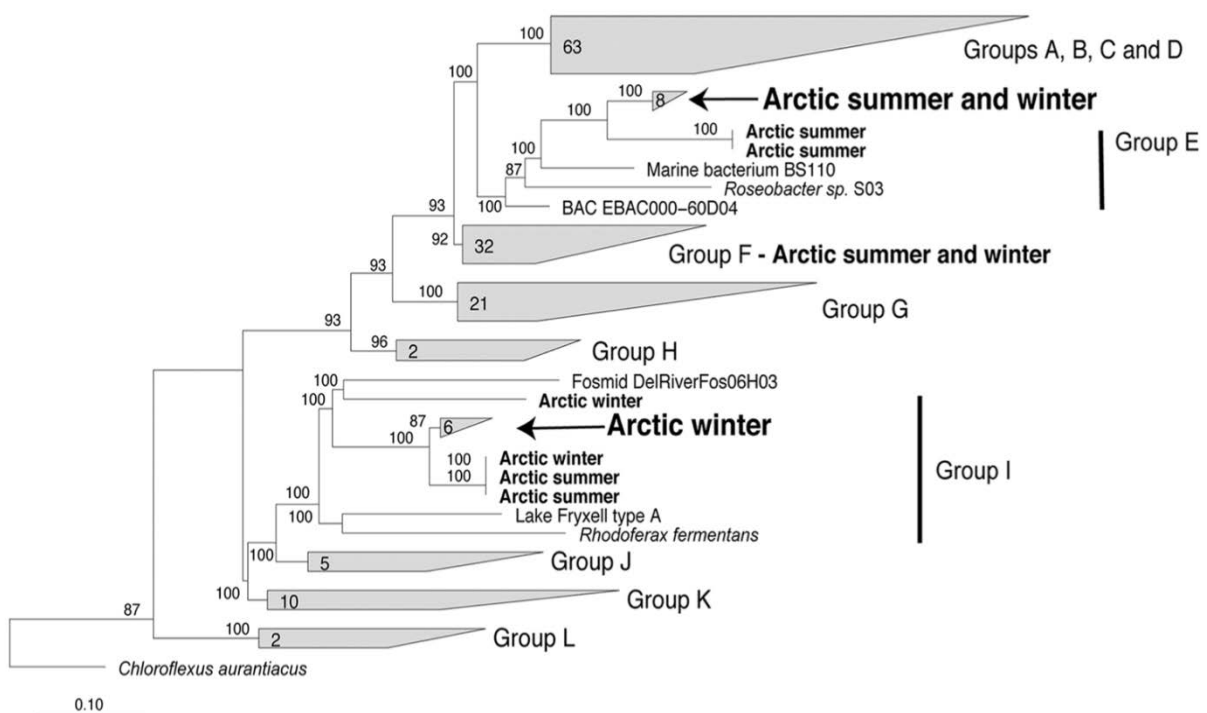 100
63
Groups A, B, C and D
100
100
8
Arctic summer and winter
100
100
Arctic summer
Arctic summer
Group E
100
Marine bacterium BS110
87
Roseobacter sp. S03
100
BAC EBAC000–60D04
93
92
32
Group F - Arctic summer and winter
93
100
21
Group G
93
96
2
Group H
100
Fosmid DelRiverFos06H03
100
Arctic winter
87
6
Arctic winter
100
100
Arctic winter
100
Arctic summer
Arctic summer
Group I
100
100
Lake Fryxell type A
Rhodoferax fermentans
100
5
Group J
100
10
Group K
87
100
2
Group L
Chloroflexus aurantiacus
0.10